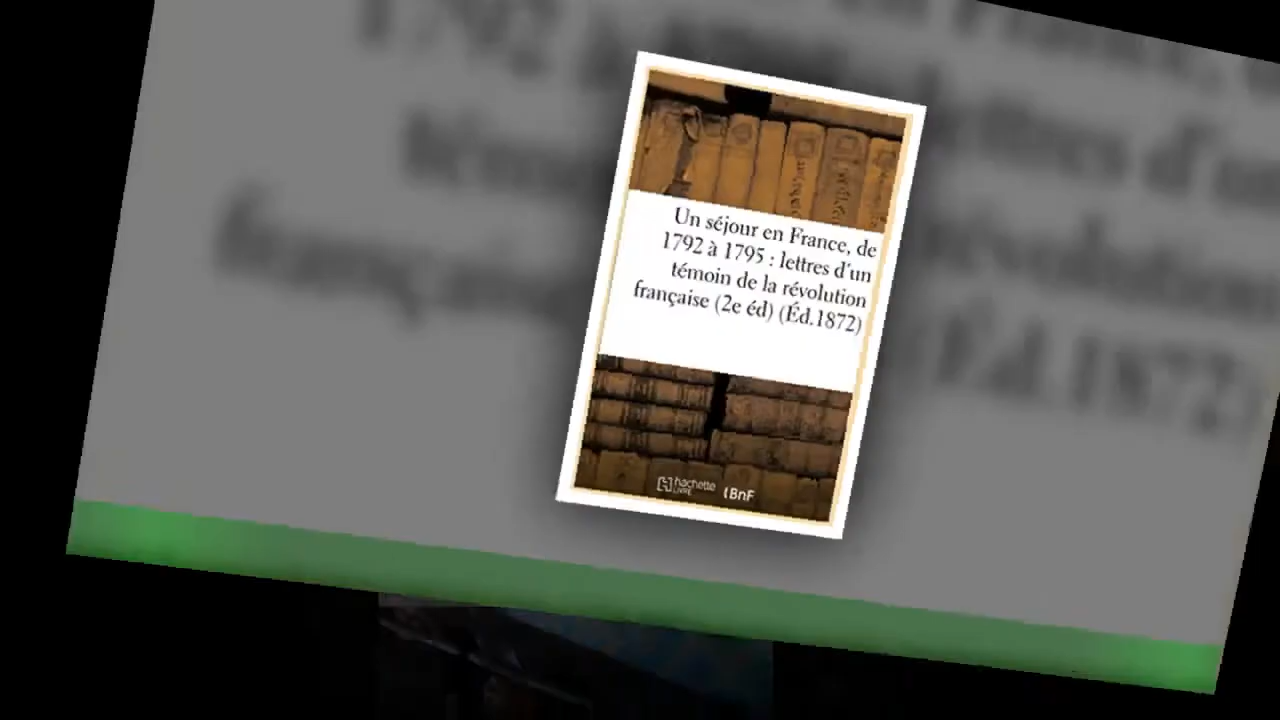 Un séjour en France, de
1792 à 1795 : lettres d'un
témoin de la révolution
française (2e éd) (Éd.1872)
hachette
LIVRE
{BnF